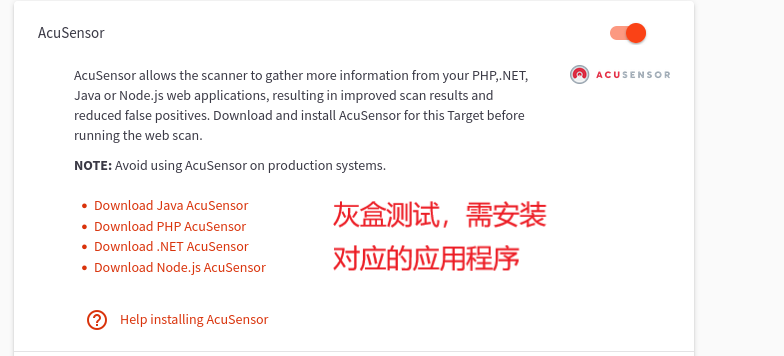 AcuSensor
AcuSensor allows the scanner to gather more information from your PHP,.NET,
ACUSENSOR
Java or Node.js web applications, resulting in improved scan results and
reduced false positives. Download and install AcuSensor for this Target before
running the web scan.
NOTE: Avoid using AcuSensor on production systems.
• Download Java AcuSensor
• Download PHP AcuSensor
• Download .NET AcuSensor
• Download Node.js AcuSensor
灰盒测试，需安装
对应的应用程序
? Help installing AcuSensor